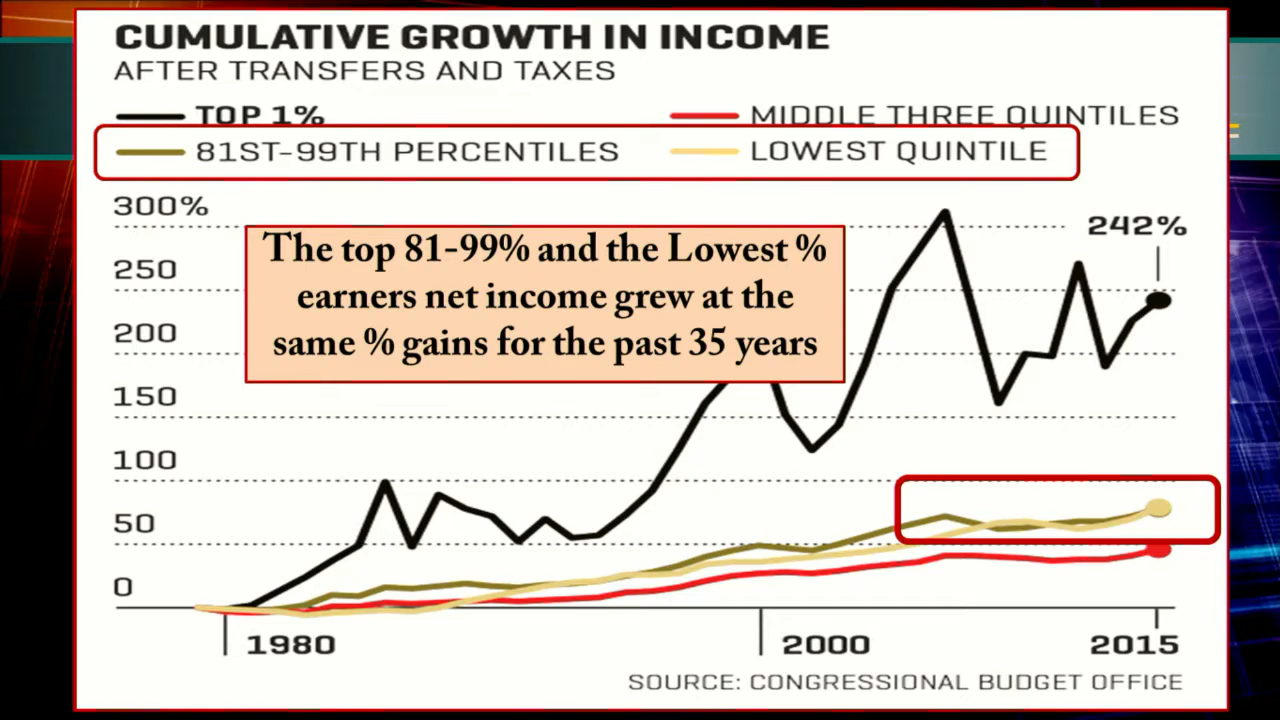 CUMULATIVE GROWTH IN INCOME
AFTER TRANSFERS AND TAXES
TOP 1% MIDDLE THREE QUINTILES
81ST-99TH PERCENTILES LOWEST QUINTILE
300%
242%
The top 81-99% and the Lowest %
earners net income grew at the
same % gains for the past 35 years
250
200
150
100
50
0
1980 2000 2015
SOURCE: CONGRESSIONAL BUDGET OFFICE